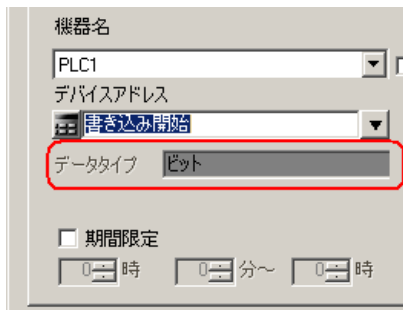 機器名
PLC1
デバイスアドレス
書き込み開始
データタイプ ビット
期間限定
0 時 0 分～ 0 時